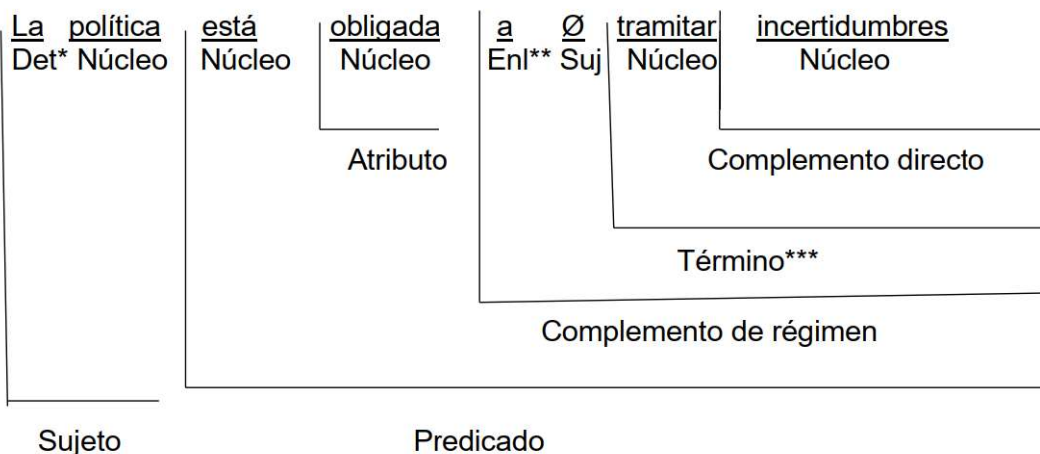 La política está obligada a Ø tramitar incertidumbres
Det* Núcleo Núcleo Núcleo Enl** Suj Núcleo Núcleo
Atributo Complemento directo
Término***
Complemento de régimen
Sujeto Predicado